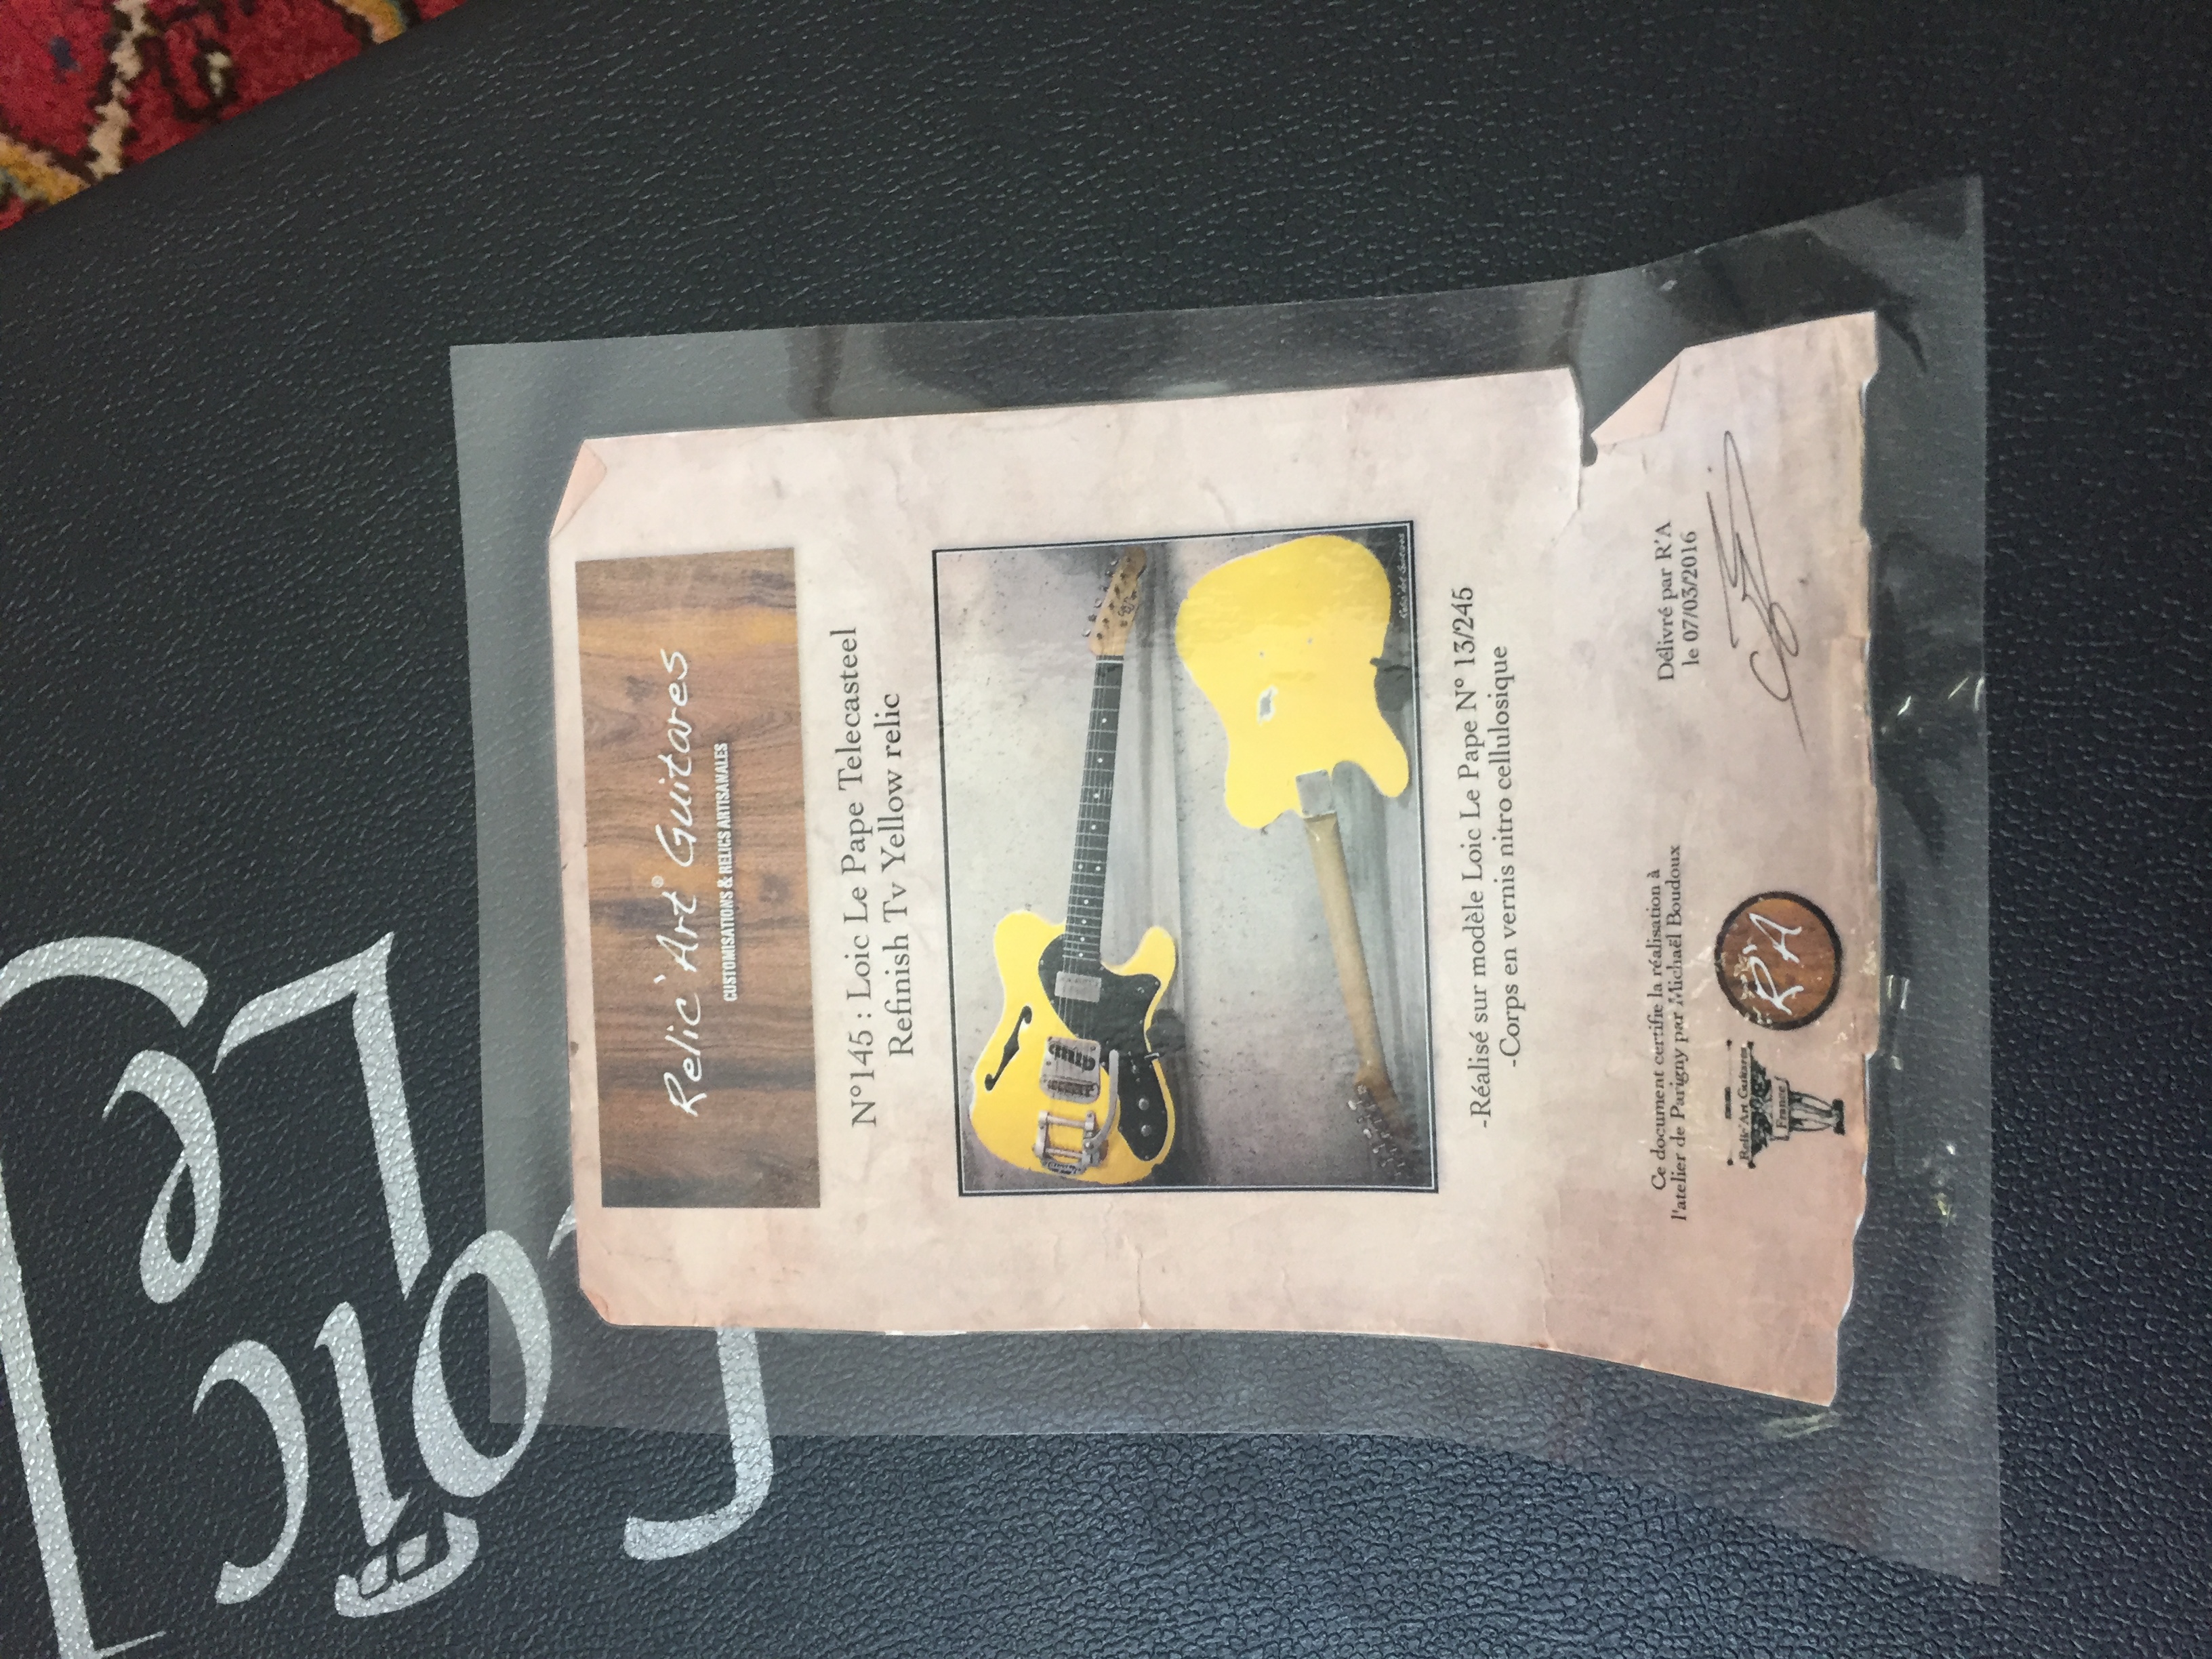 Relic'Art® Guitares
CUSTOMISATIONS & RELICS ARTISANALES
N°145 : Loic Le Pape Telecasteel
Refinish Tv Yellow relic
-Réalisé sur modèle Loic Le Pape N° 13/245
-Corps en vernis nitro cellulosique
Ce document certifie la réalisation à
l'atelier de Parigny par Michaël Boudoux
Relic'Art Guitares
France
R'A
Délivré par R'A
le 07/03/2016
Loïc Le